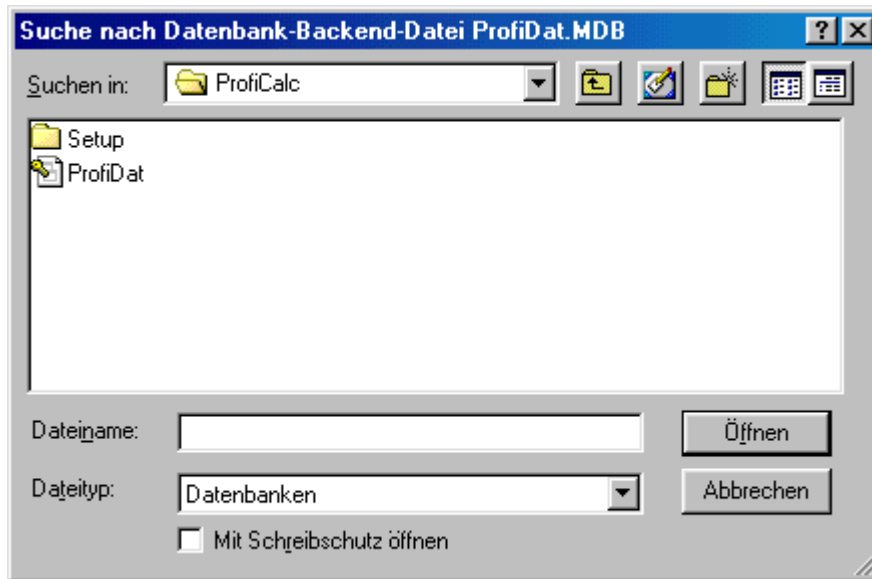 Suche nach Datenbank-Backend-Datei ProfiDat.MDB
Suchen in: ProfiCalc
Setup
ProfiDat
Dateiname: Öffnen
Dateityp: Datenbanken Abbrechen
Mit Schreibschutz öffnen